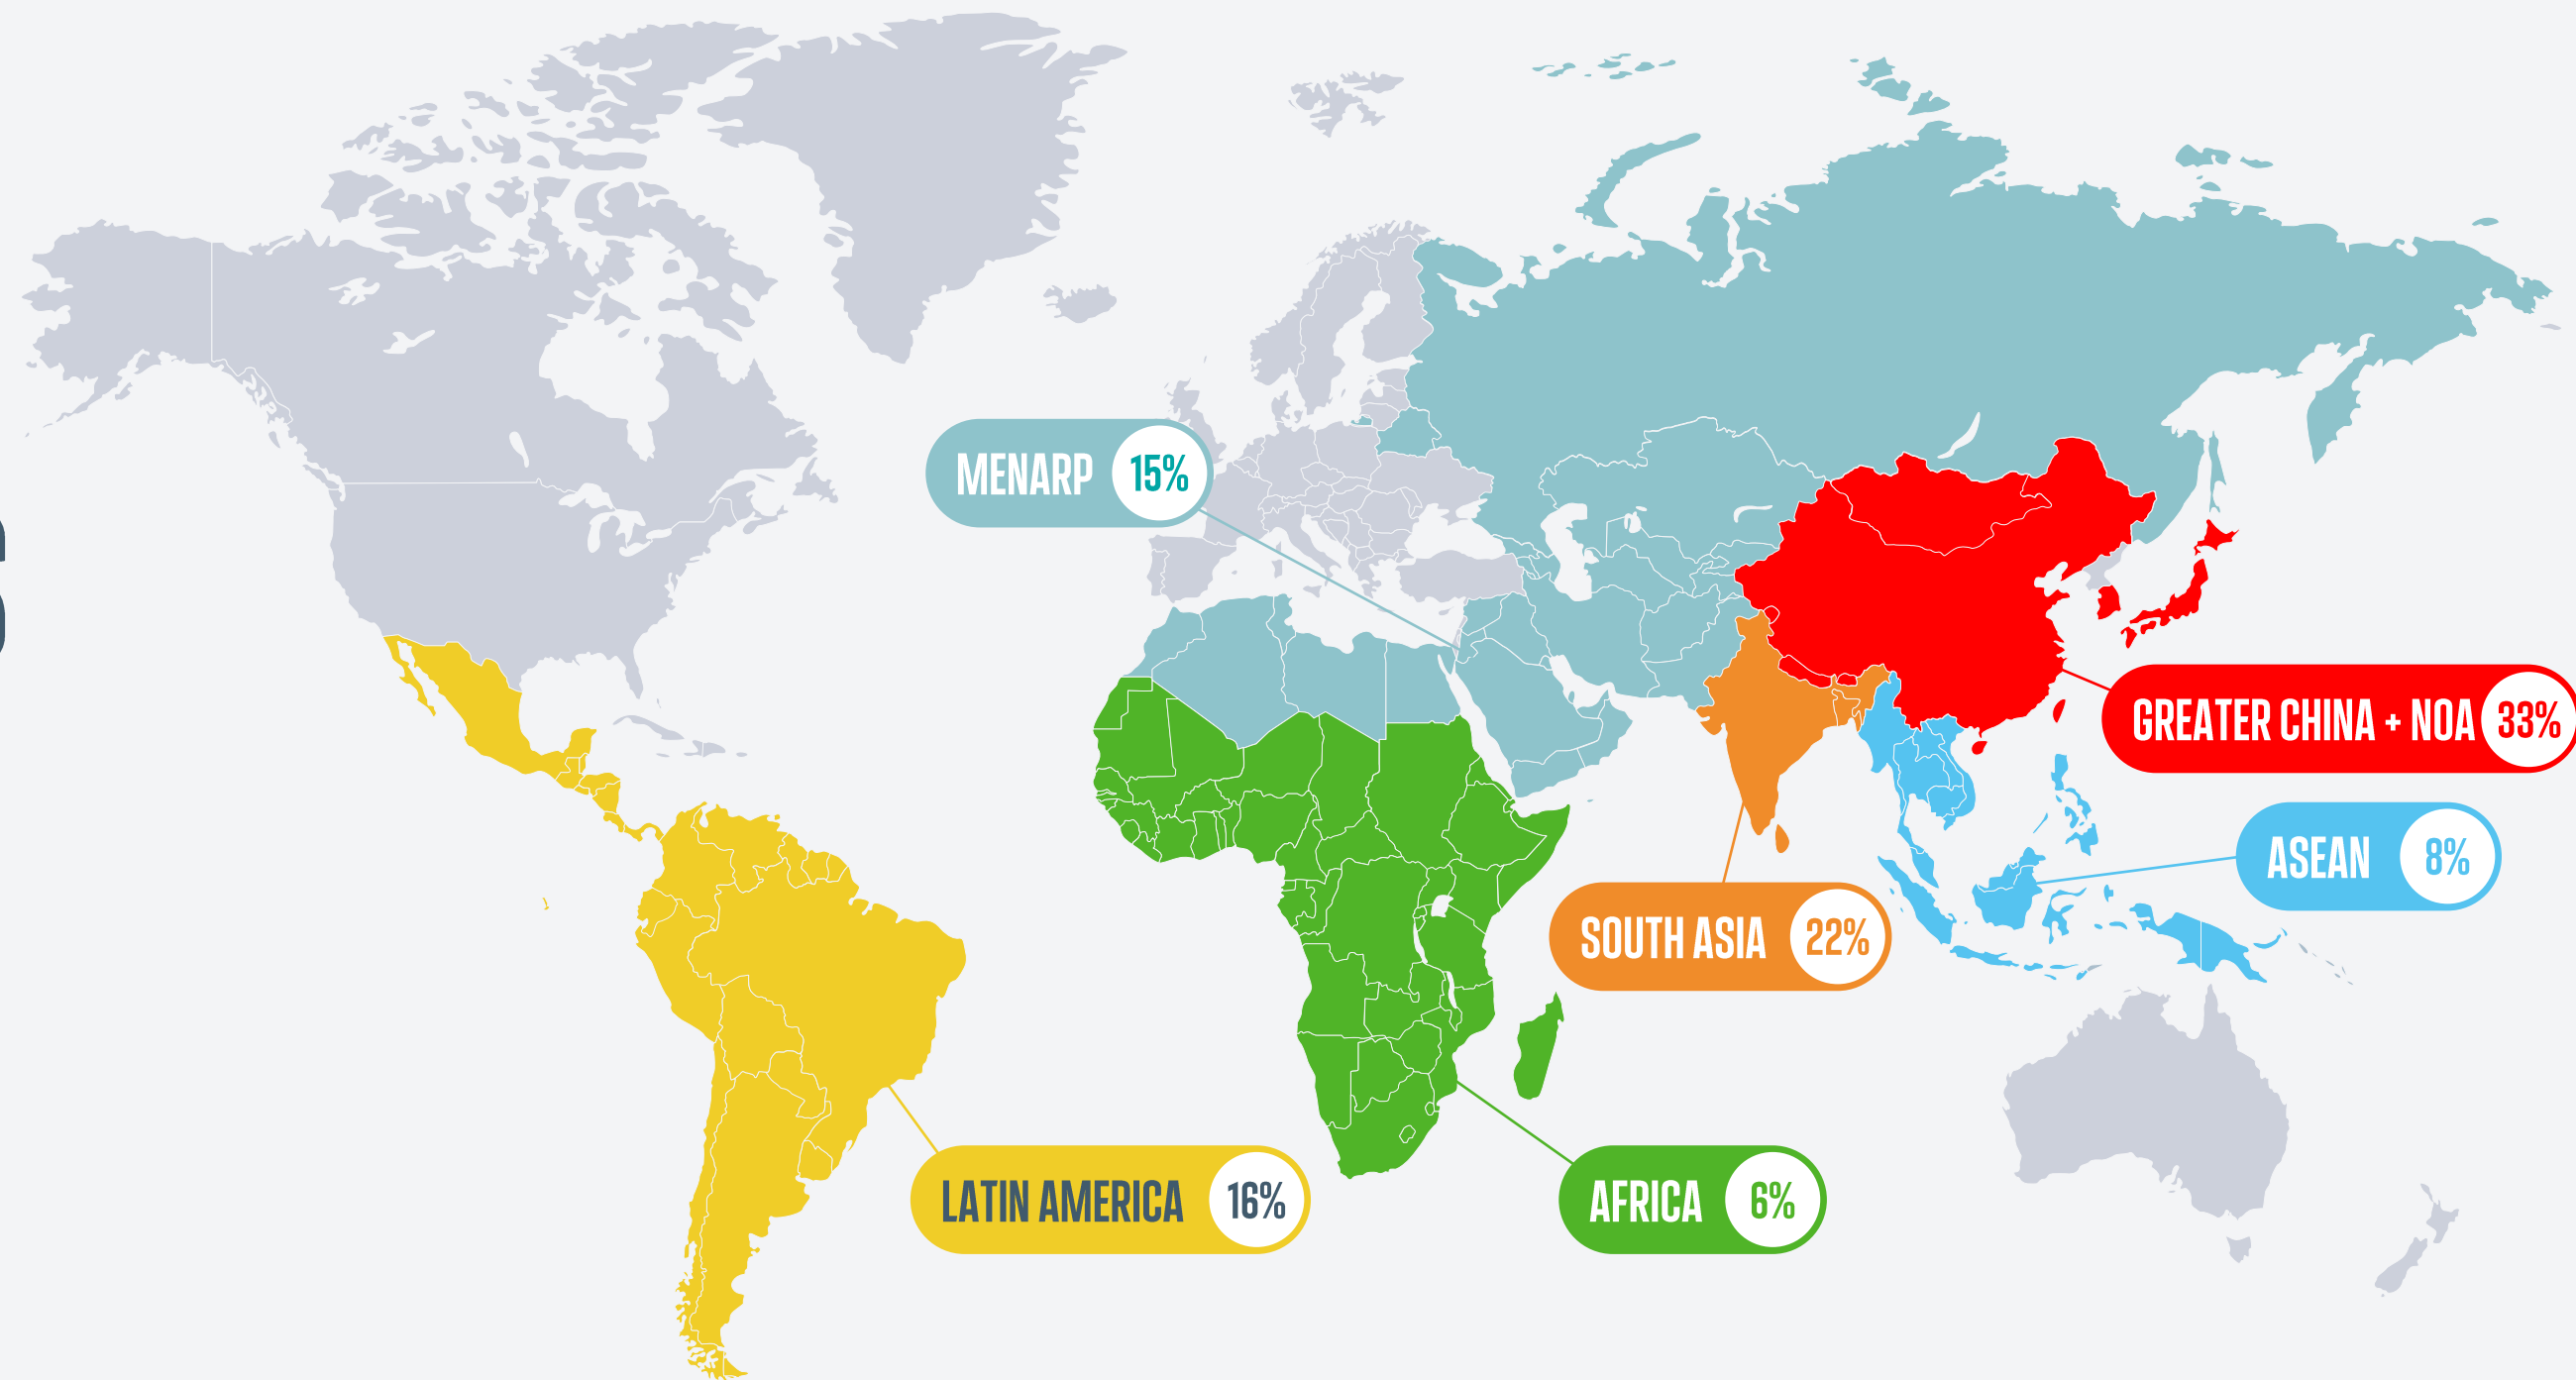 MENARP 15%
GREATER CHINA + NOA 33%
ASEAN 8%
SOUTH ASIA 22%
LATIN AMERICA 16%
AFRICA 6%